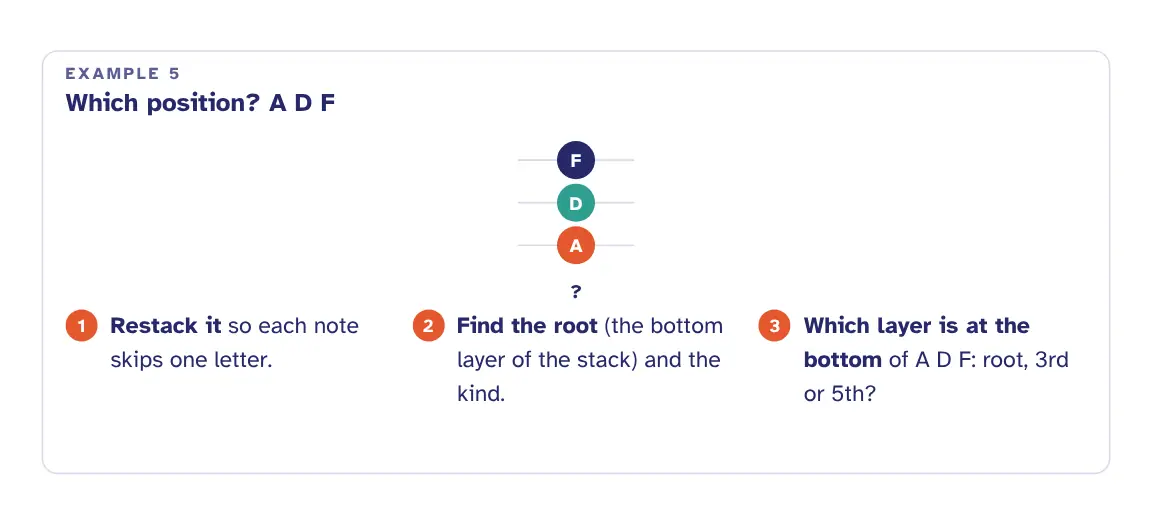 EXAMPLE 5
Which position? A D F
F
D
A
?
1 Restack it so each note
skips one letter.
2 Find the root (the bottom
layer of the stack) and the
kind.
3 Which layer is at the
bottom of A D F: root, 3rd
or 5th?